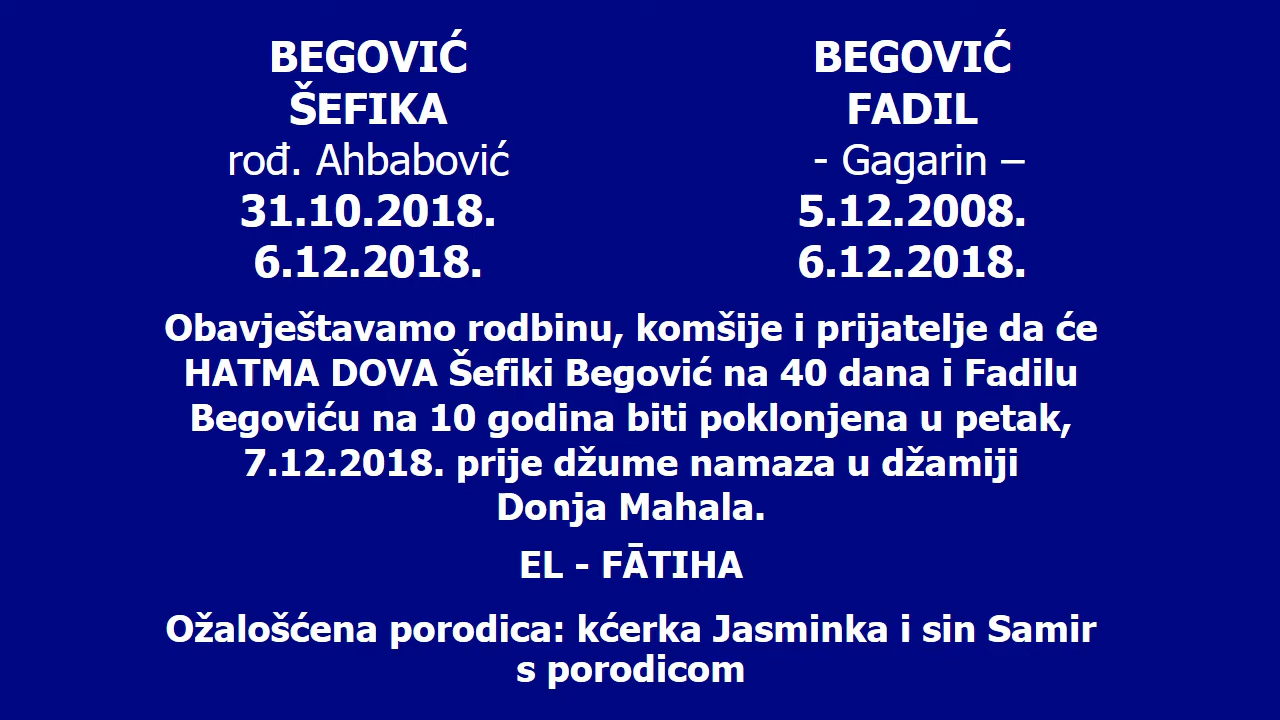 BEGOVIĆ
ŠEFIKA
rođ. Ahbabović
31.10.2018.
6.12.2018.
BEGOVIĆ
FADIL
- Gagarin –
5.12.2008.
6.12.2018.
Obavještavamo rodbinu, komšije i prijatelje da će
HATMA DOVA Šefiki Begović na 40 dana i Fadilu
Begoviću na 10 godina biti poklonjena u petak,
7.12.2018. prije džume namaza u džamiji
Donja Mahala.
EL - FĀTIHA
Ožalošćena porodica: kćerka Jasminka i sin Samir
s porodicom